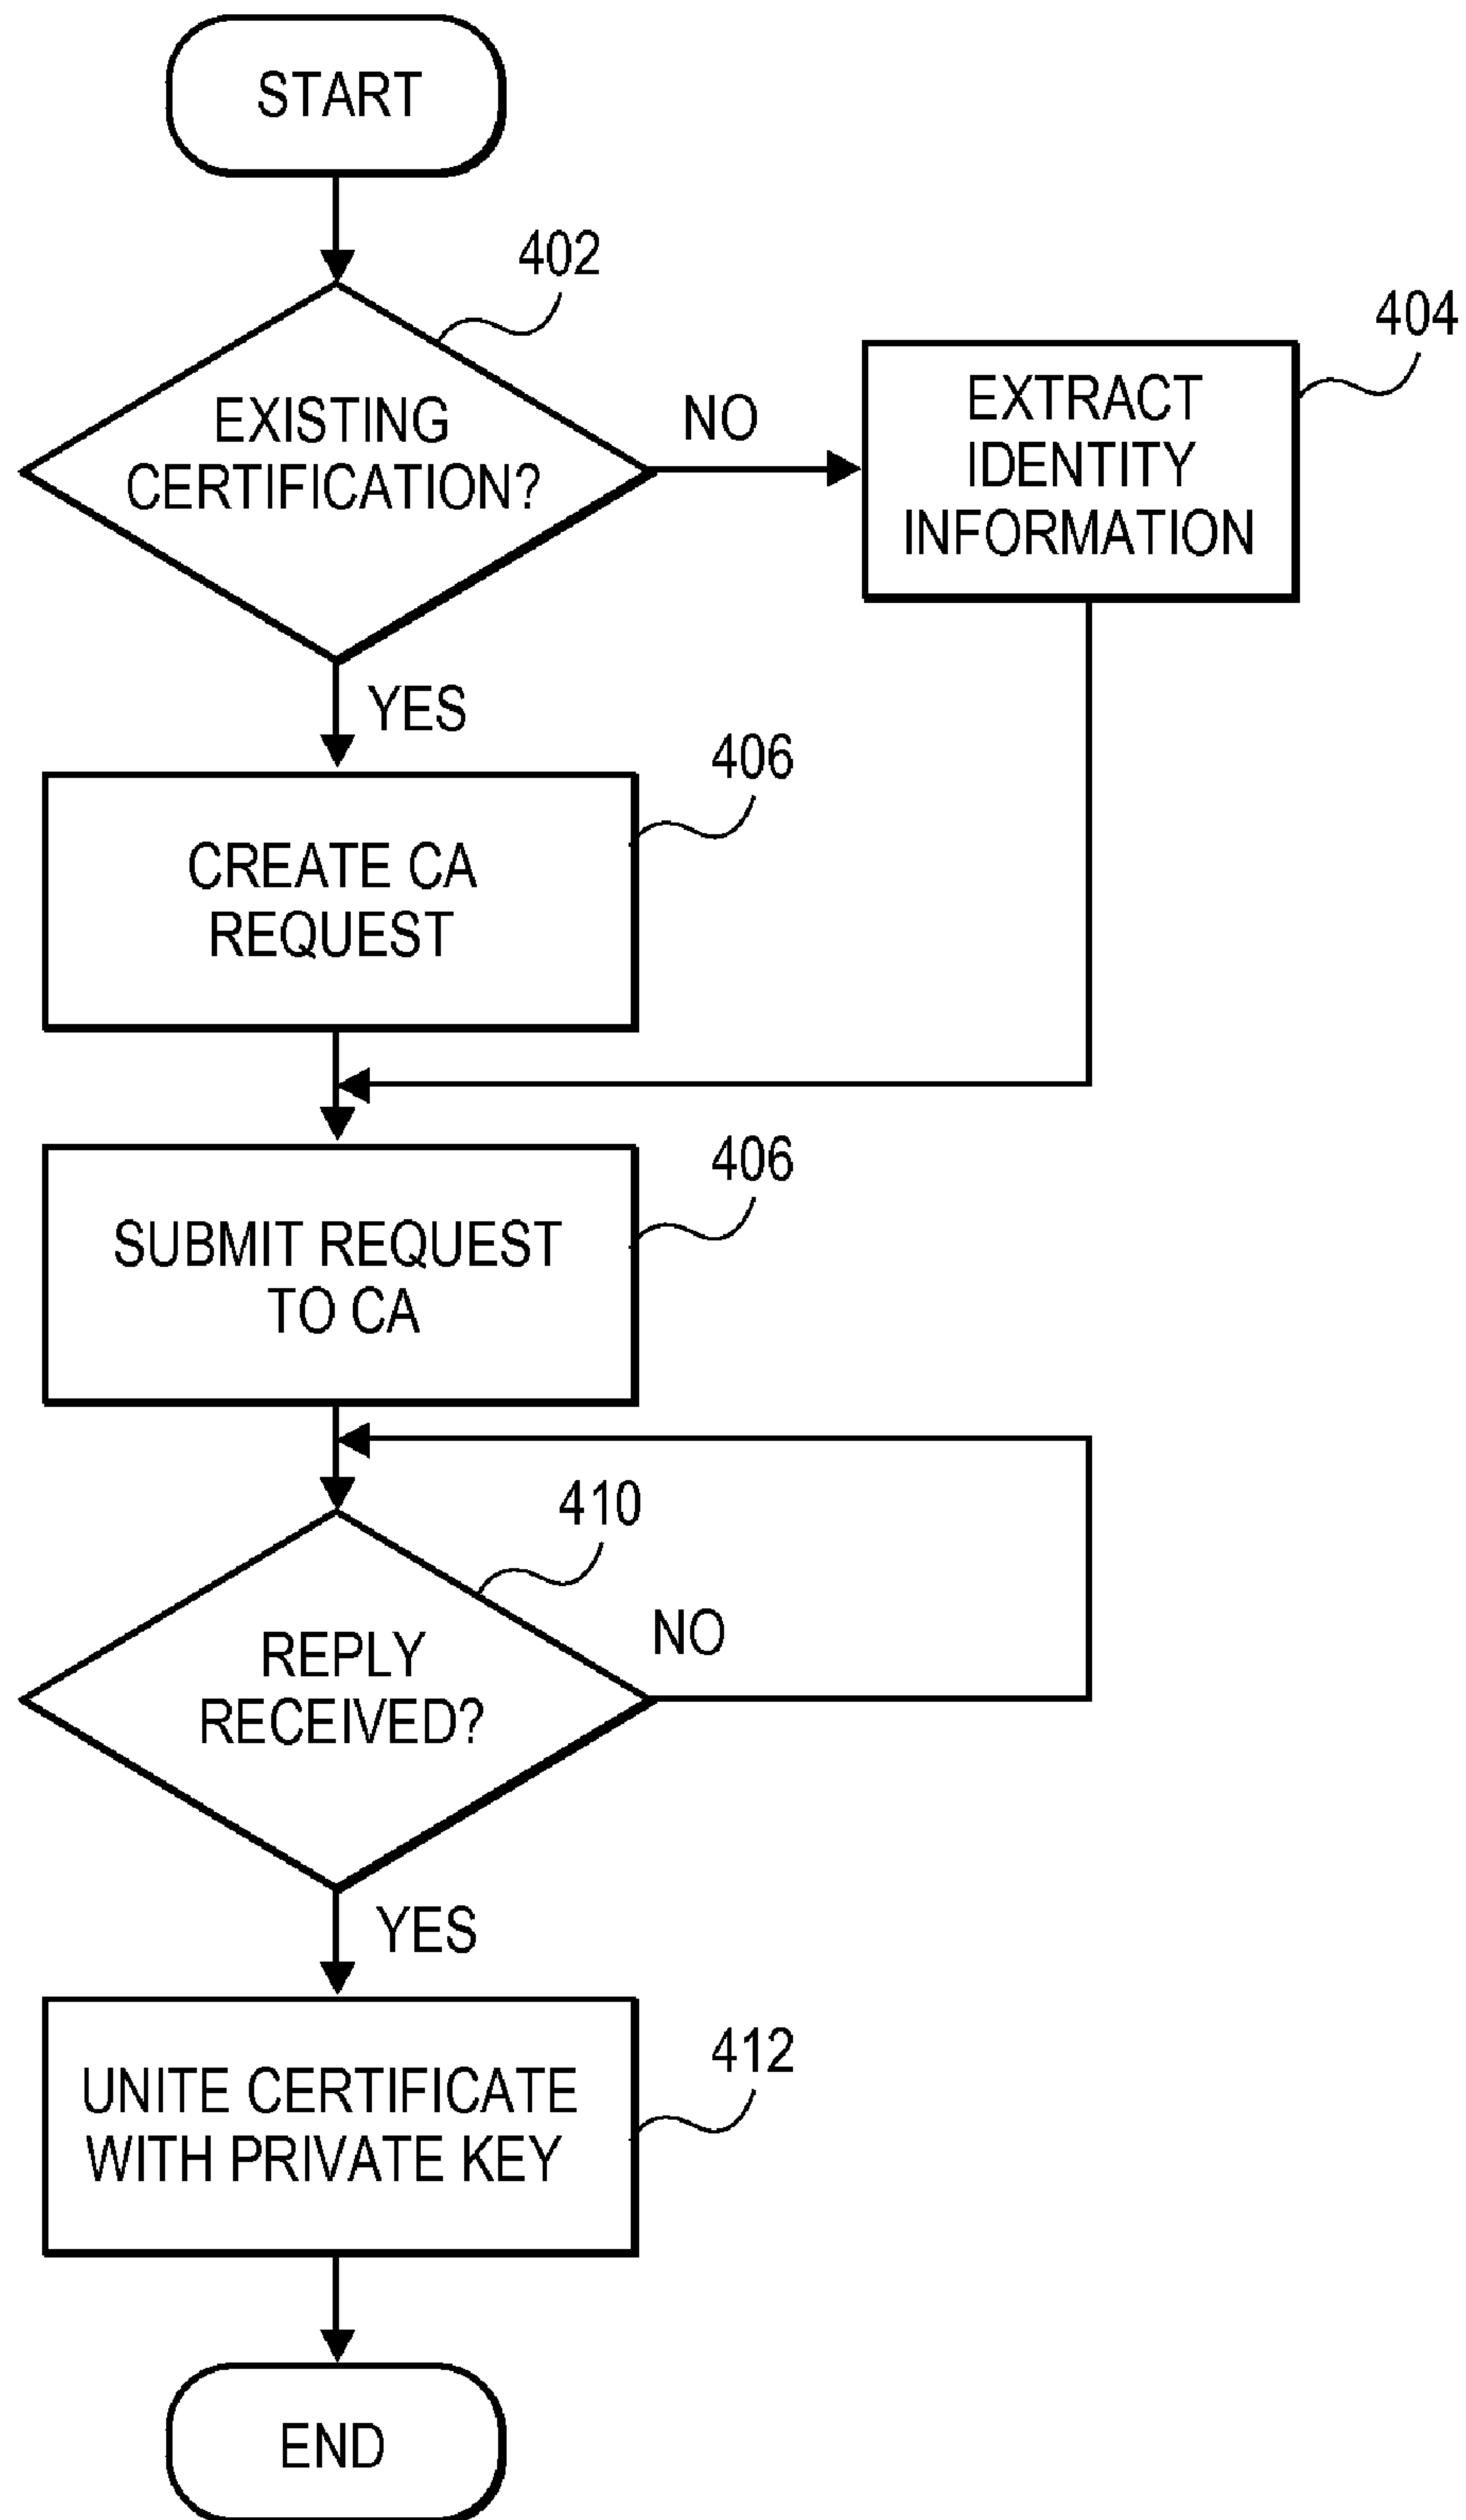 START
402
EXISTING
CERTIFICATION?
NO
404
EXTRACT
IDENTITY
INFORMATION
YES
406
CREATE CA
REQUEST
406
SUBMIT REQUEST
TO CA
410
REPLY
RECEIVED?
NO
YES
412
UNITE CERTIFICATE
WITH PRIVATE KEY
END